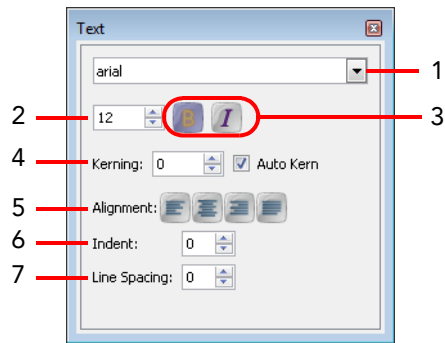 Text
arial 1
2 12 B I 3
4 Kerning: 0 Auto Kern
5 Alignment:
6 Indent: 0
7 Line Spacing: 0